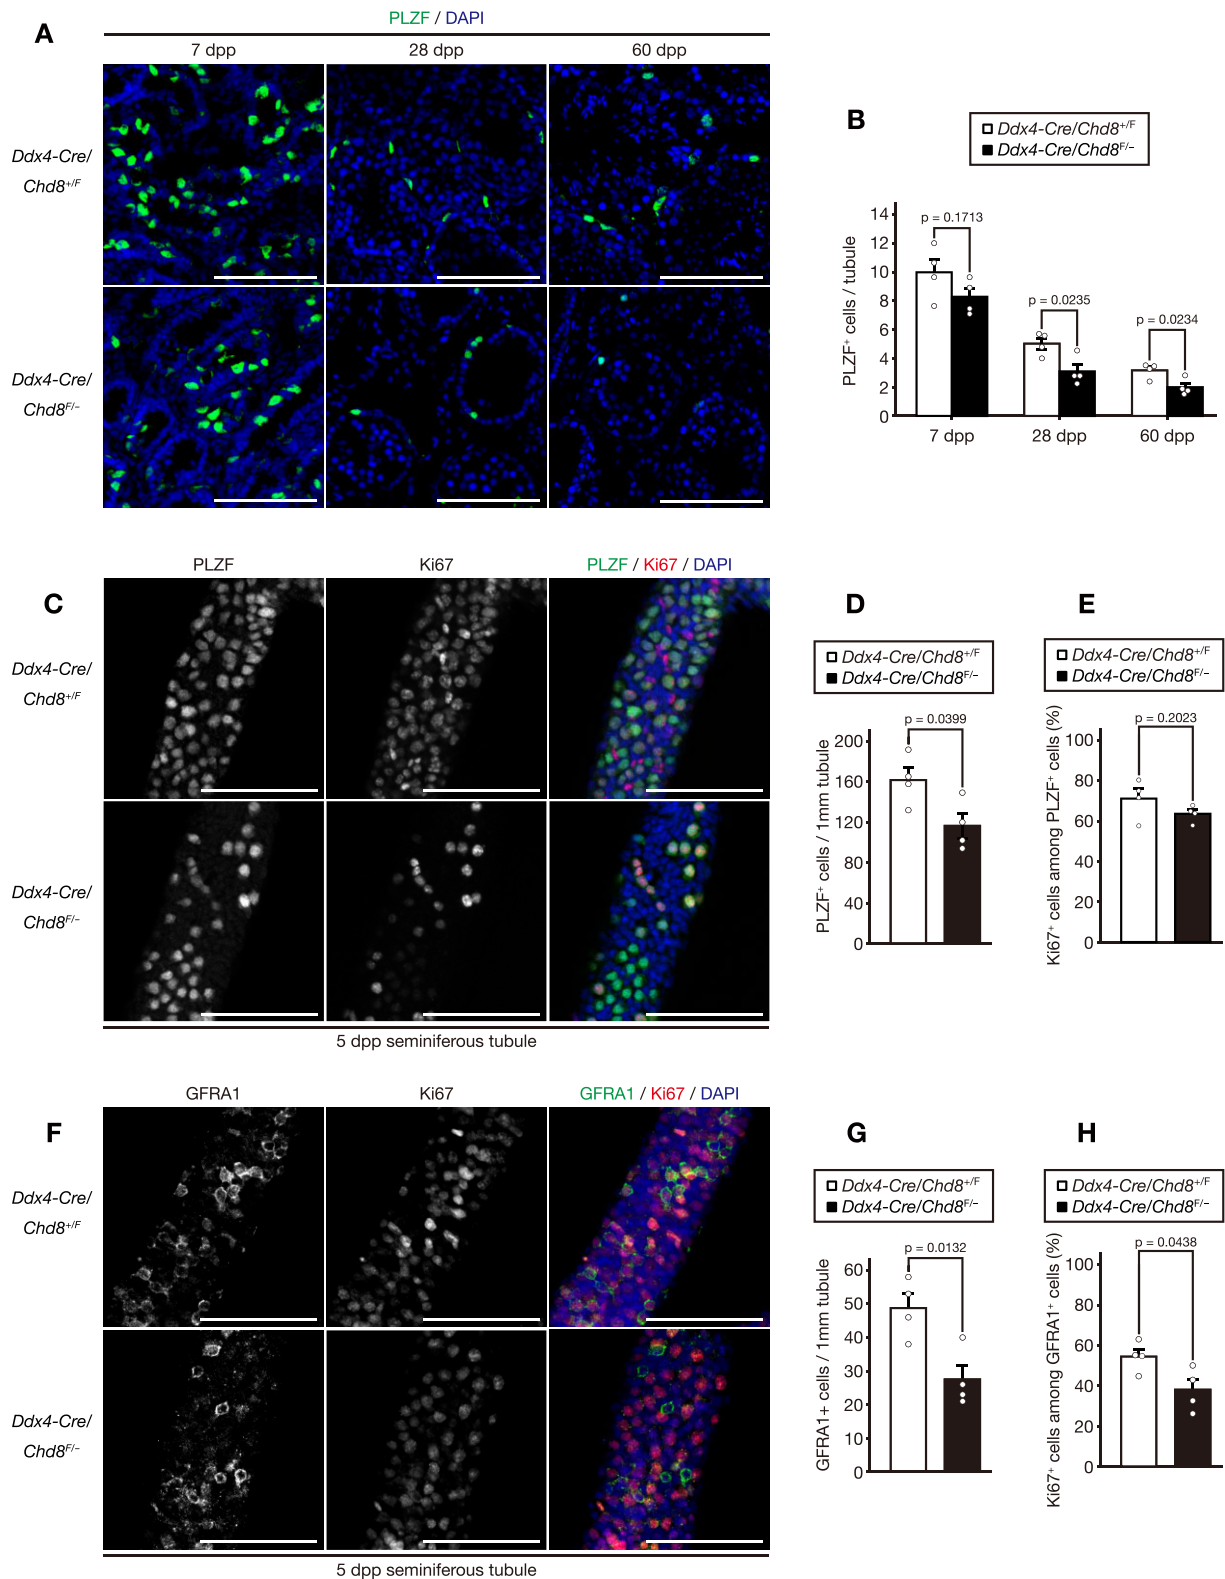 A
PLZF / DAPI
7 dpp
28 dpp
60 dpp
Ddx4-Cre/
Chd8+/F
Ddx4-Cre/
Chd8F/−
B
Ddx4-Cre/Chd8+/F
Ddx4-Cre/Chd8F/−
PLZF+ cells / tubule
14
12
10
8
6
4
2
0
p = 0.1713
p = 0.0235
p = 0.0234
7 dpp
28 dpp
60 dpp
C
PLZF
Ki67
PLZF / Ki67 / DAPI
Ddx4-Cre/
Chd8+/F
Ddx4-Cre/
Chd8F/−
5 dpp seminiferous tubule
D
Ddx4-Cre/Chd8+/F
Ddx4-Cre/Chd8F/−
p = 0.0399
PLZF+ cells / 1mm tubule
200
160
120
80
40
0
E
Ddx4-Cre/Chd8+/F
Ddx4-Cre/Chd8F/−
p = 0.2023
Ki67+ cells among PLZF+ cells (%)
100
80
60
40
20
0
F
GFRA1
Ki67
GFRA1 / Ki67 / DAPI
Ddx4-Cre/
Chd8+/F
Ddx4-Cre/
Chd8F/−
5 dpp seminiferous tubule
G
Ddx4-Cre/Chd8+/F
Ddx4-Cre/Chd8F/−
p = 0.0132
GFRA1+ cells / 1mm tubule
60
50
40
30
20
10
0
H
Ddx4-Cre/Chd8+/F
Ddx4-Cre/Chd8F/−
p = 0.0438
Ki67+ cells among GFRA1+ cells (%)
100
80
60
40
20
0